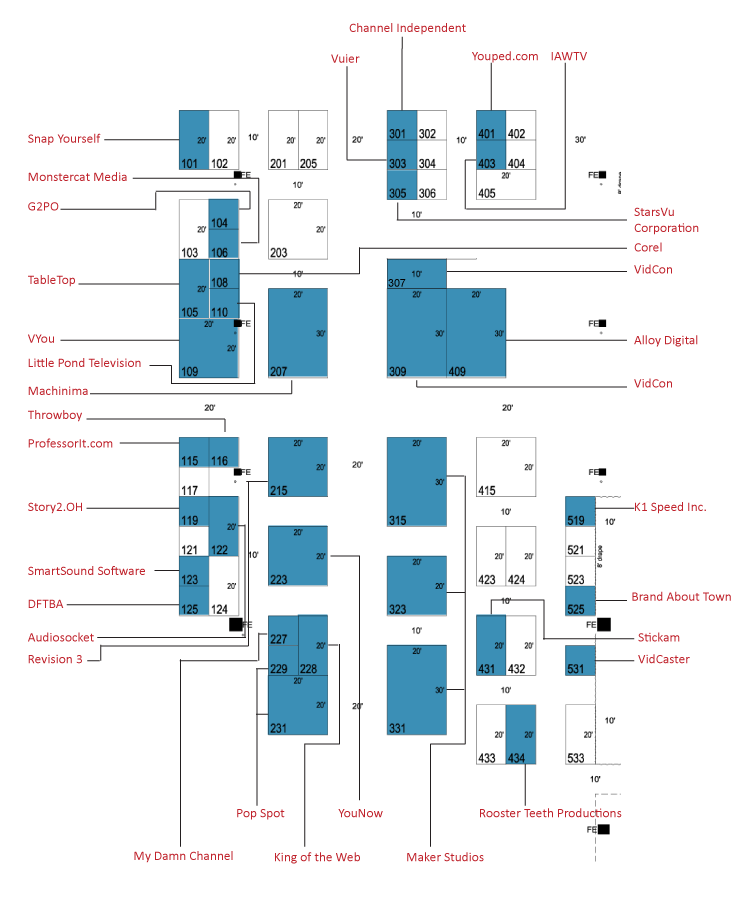 Channel Independent
Vuier
Youped.com
IAWTV
Snap Yourself
20'
20'
10'
20'
20'
20'
301
302
10'
401
402
30'
101
102
201
205
303
304
403
404
Monstercat Media
FE
10'
305
306
20'
405
FE
G2PO
10'
StarsVu
Corporation
20'
104
20'
20'
103
106
203
Corel
TableTop
20'
108
10'
10'
307
VidCon
105
110
20'
20'
20'
20'
FE
30'
30'
30'
FE
VYou
20'
Alloy Digital
Little Pond Television
109
207
309
409
VidCon
Machinima
20'
20'
Throwboy
ProfessorIt.com
115
116
20'
20'
20'
20'
20'
20'
20'
117
FE
215
415
FE
Story2.OH
119
20'
315
30'
10'
519
K1 Speed Inc.
10'
121
122
10'
20'
20'
20'
20'
20'
20'
521
8' drape
SmartSound Software
123
20'
223
323
423
424
523
DFTBA
125
124
10'
525
Brand About Town
FE
227
20'
10'
20'
20'
20'
FE
Audiosocket
Stickam
Revision 3
229
228
431
432
531
VidCaster
20'
20'
20'
30'
10'
231
331
20'
20'
20'
20'
10'
433
434
533
10'
Pop Spot
YouNow
Rooster Teeth Productions
FE
My Damn Channel
King of the Web
Maker Studios